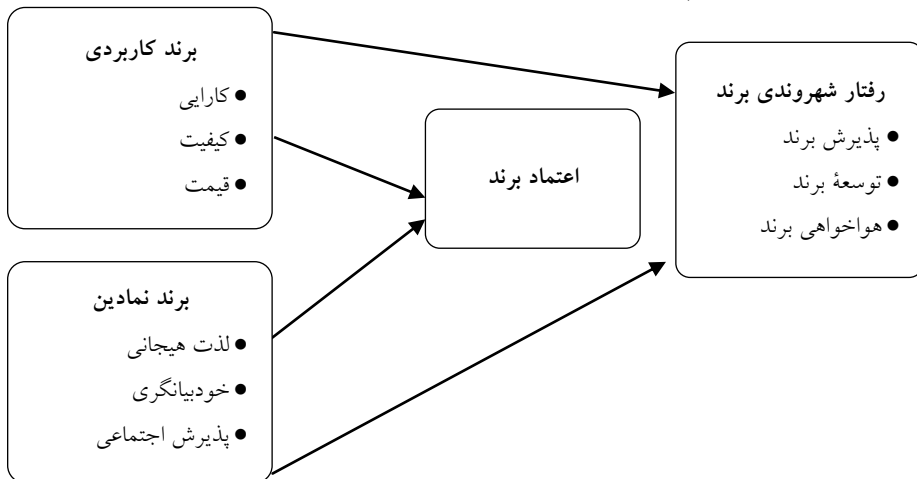 برند کاربردی
● کارایی
● کیفیت
● قیمت
برند نمادین
● لذت هیجانی
● خودبیانگری
● پذیرش اجتماعی
اعتماد برند
رفتار شهروندی برند
● پذیرش برند
● توسعهٔ برند
● هواخواهی برند